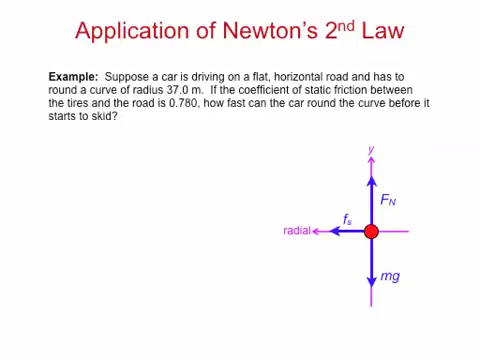 Application of Newton's 2nd Law
Example: Suppose a car is driving on a flat, horizontal road and has to
round a curve of radius 37.0 m. If the coefficient of static friction between
the tires and the road is 0.780, how fast can the car round the curve before it
starts to skid?
y
FN
fs
radial
mg